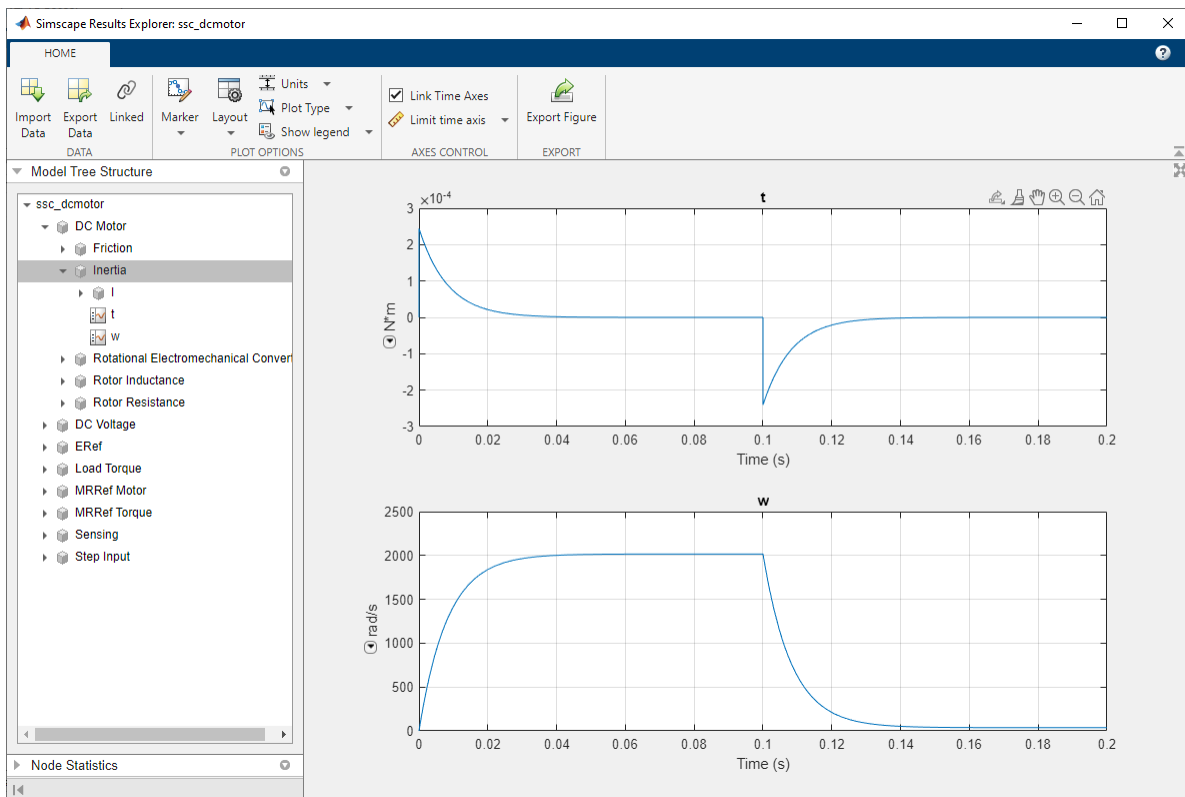 Simscape Results Explorer: ssc_dcmotor
HOME
Import Data
Export Data
Linked
Marker
Layout
Units
Plot Type
Show legend
Link Time Axes
Limit time axis
Export Figure
DATA
PLOT OPTIONS
AXES CONTROL
EXPORT
Model Tree Structure
ssc_dcmotor
DC Motor
Friction
Inertia
I
t
w
Rotational Electromechanical Convert
Rotor Inductance
Rotor Resistance
DC Voltage
ERef
Load Torque
MRRef Motor
MRRef Torque
Sensing
Step Input
Node Statistics
t
×10⁻⁴
3
2
1
0
-1
-2
-3
N*m
0 0.02 0.04 0.06 0.08 0.1 0.12 0.14 0.16 0.18 0.2
Time (s)
w
2500
2000
1500
1000
500
0
rad/s
0 0.02 0.04 0.06 0.08 0.1 0.12 0.14 0.16 0.18 0.2
Time (s)